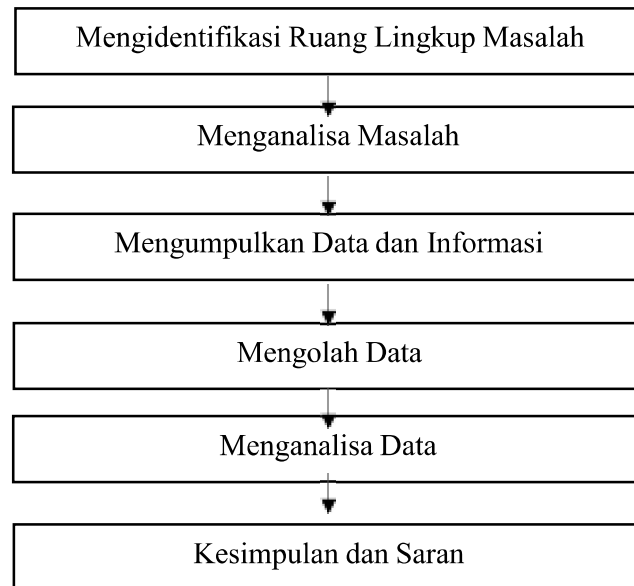 Mengidentifikasi Ruang Lingkup Masalah
Menganalisa Masalah
Mengumpulkan Data dan Informasi
Mengolah Data
Menganalisa Data
Kesimpulan dan Saran